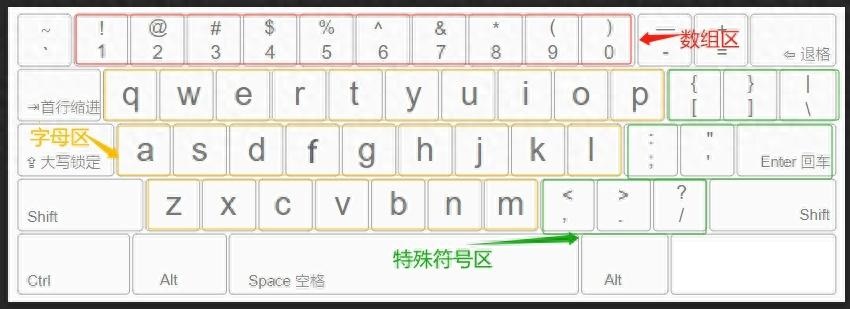 ~ ! @ # $ % ^ & * ( ) — +
` 1 2 3 4 5 6 7 8 9 0 - = ⇦ 退格
数组区
q w e r t y u i o p { } |
⇥首行缩进 [ ] \
字母区
a s d f g h j k l : "
⇪ 大写锁定 ; ' Enter 回车
z x c v b n m < > ?
Shift , . / Shift
特殊符号区
Ctrl Alt Space 空格 Alt